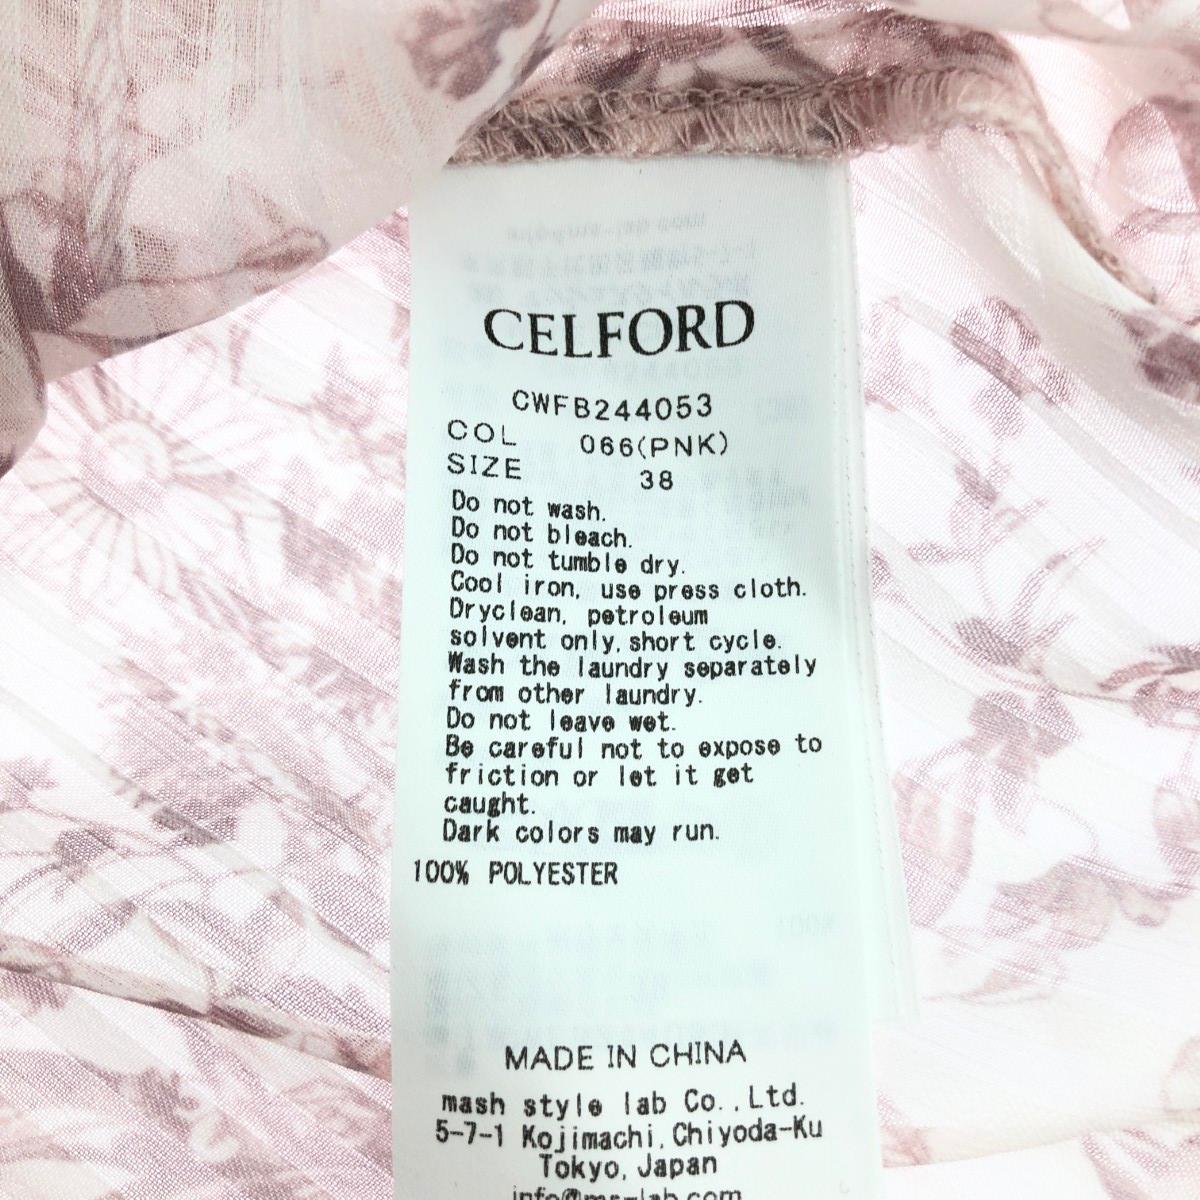 CELFORD
CWFB244053
COL 066(PNK)
SIZE 38
Do not wash.
Do not bleach.
Do not tumble dry.
Cool iron, use press cloth.
Dryclean, petroleum
solvent only, short cycle.
Wash the laundry separately
from other laundry.
Do not leave wet.
Be careful not to expose to
friction or let it get
caught.
Dark colors may run.
100% POLYESTER
MADE IN CHINA
mash style lab Co.,Ltd.
5-7-1 Kojimachi,Chiyoda-Ku
Tokyo, Japan